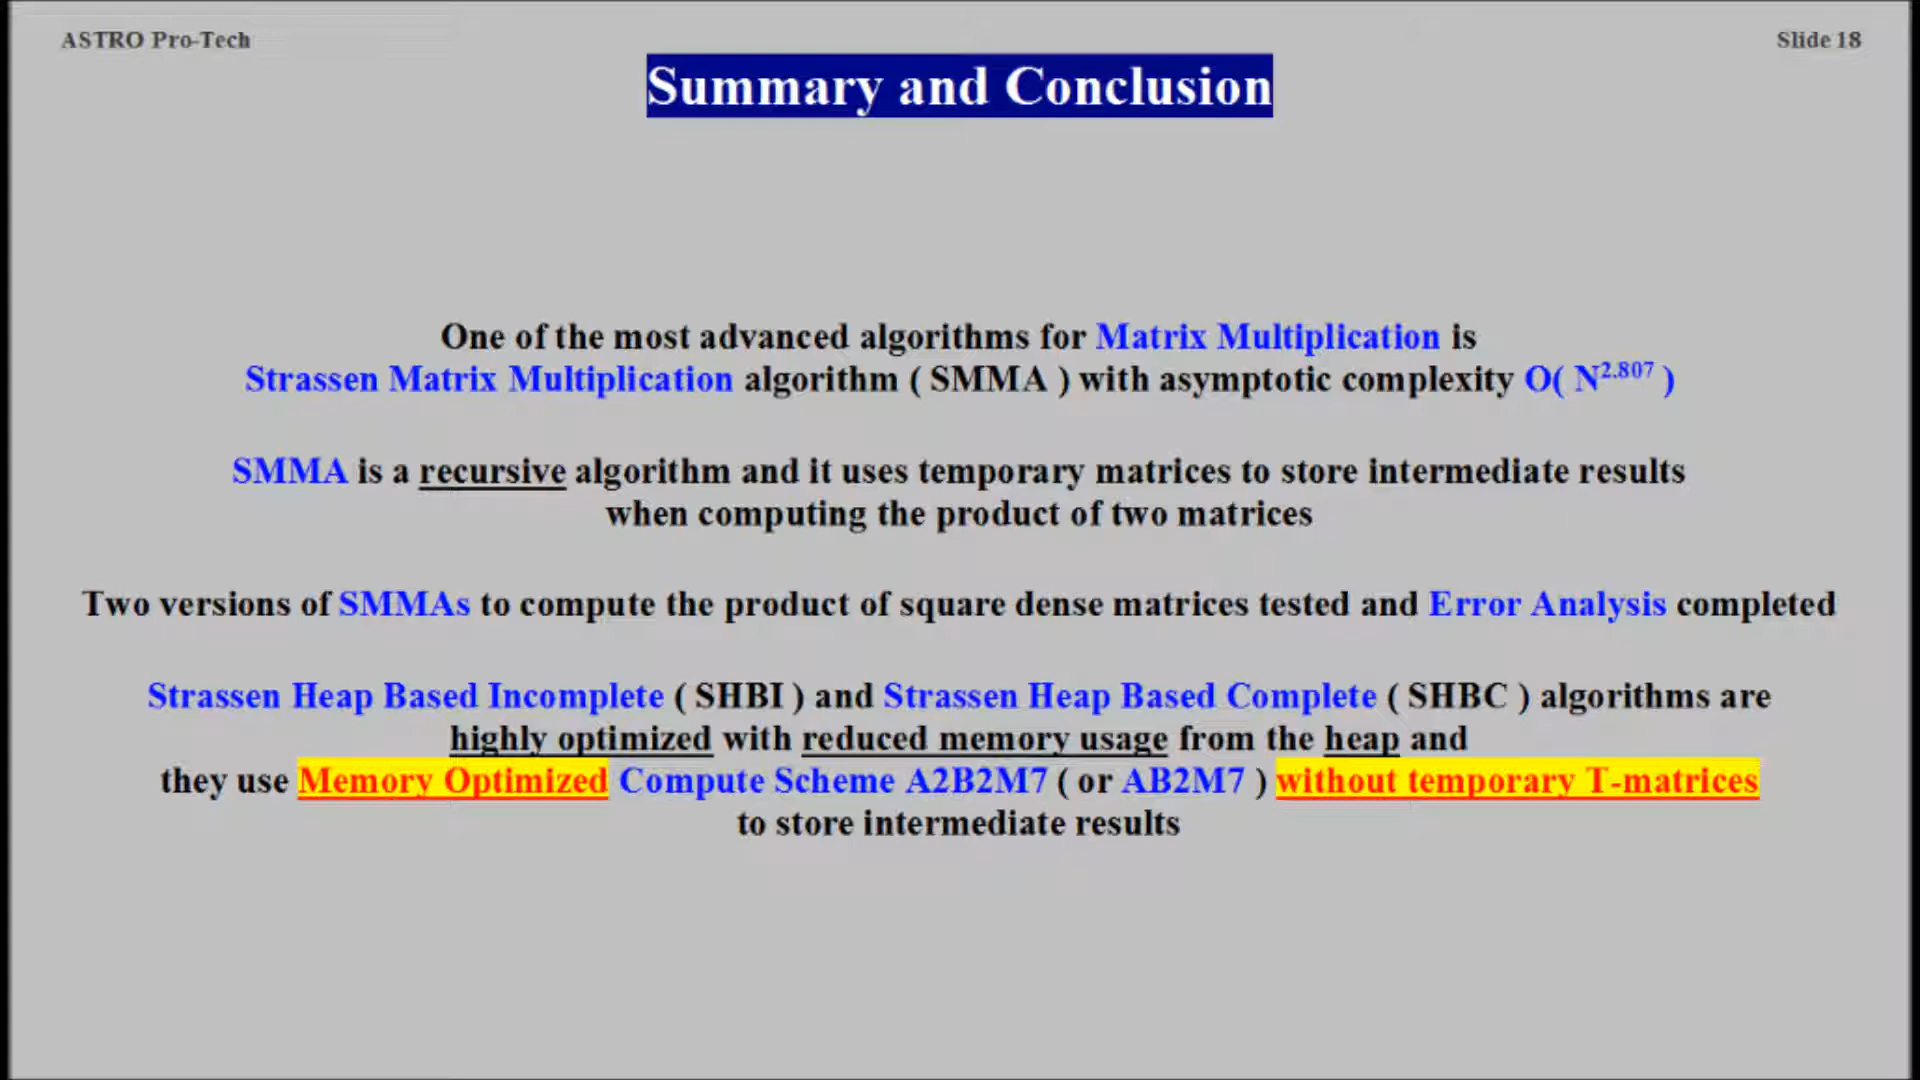 ASTRO Pro-Tech
Slide 18
Summary and Conclusion
One of the most advanced algorithms for Matrix Multiplication is
Strassen Matrix Multiplication algorithm ( SMMA ) with asymptotic complexity O( N^2.807 )
SMMA is a recursive algorithm and it uses temporary matrices to store intermediate results
when computing the product of two matrices
Two versions of SMMAs to compute the product of square dense matrices tested and Error Analysis completed
Strassen Heap Based Incomplete ( SHBI ) and Strassen Heap Based Complete ( SHBC ) algorithms are
highly optimized with reduced memory usage from the heap and
they use Memory Optimized Compute Scheme A2B2M7 ( or AB2M7 ) without temporary T-matrices
to store intermediate results